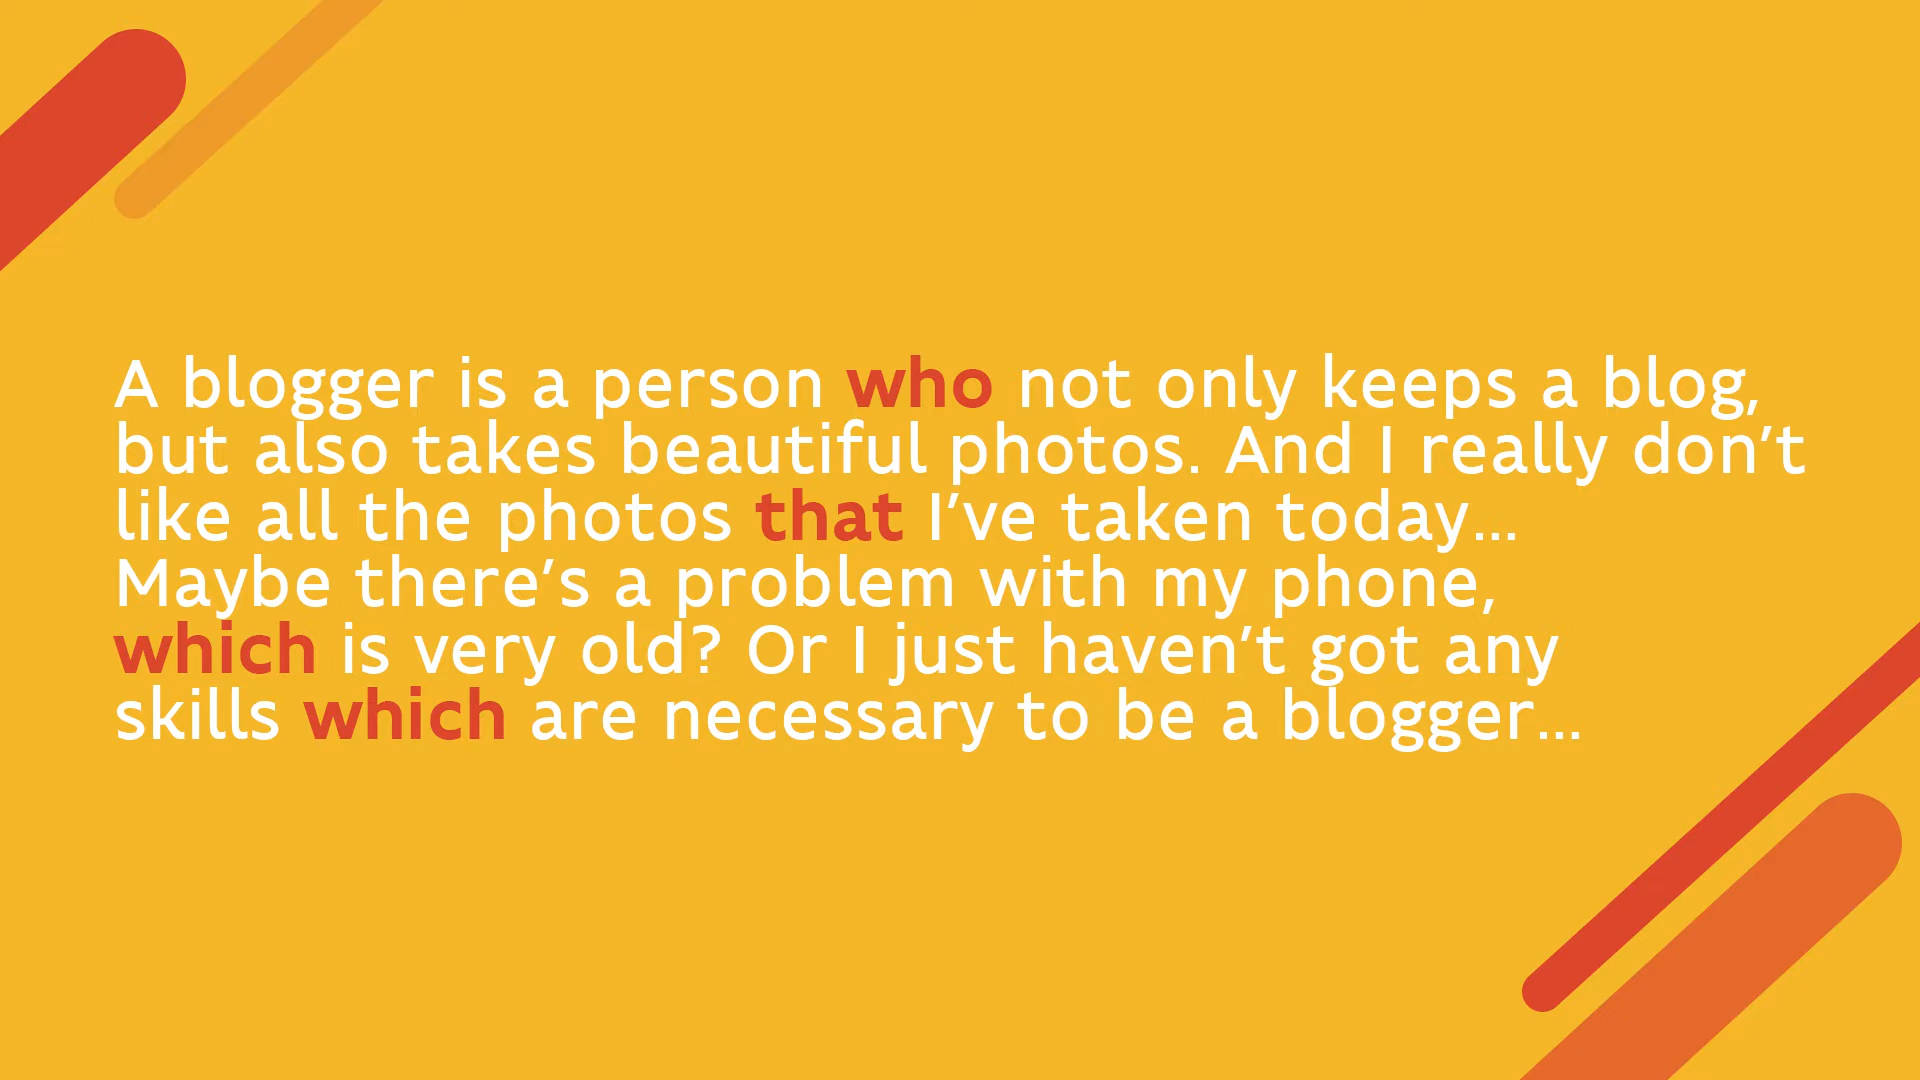 A blogger is a person who not only keeps a blog,
but also takes beautiful photos. And I really don’t
like all the photos that I’ve taken today...
Maybe there’s a problem with my phone,
which is very old? Or I just haven’t got any
skills which are necessary to be a blogger...